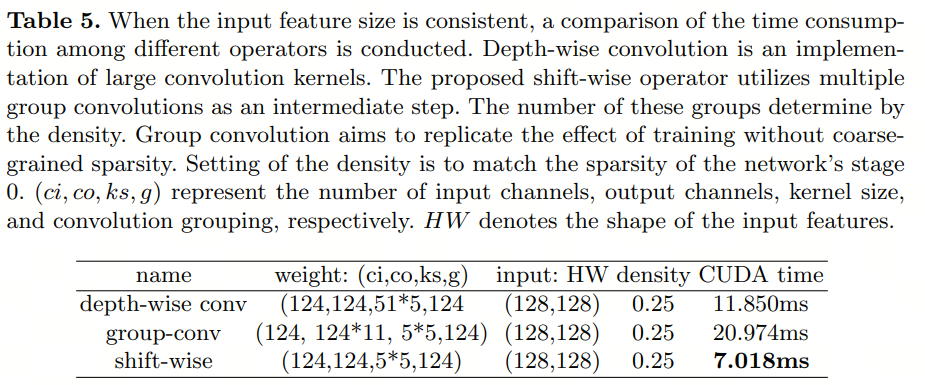 Table 5. When the input feature size is consistent, a comparison of the time consump-
tion among different operators is conducted. Depth-wise convolution is an implemen-
tation of large convolution kernels. The proposed shift-wise operator utilizes multiple
group convolutions as an intermediate step. The number of these groups determine by
the density. Group convolution aims to replicate the effect of training without coarse-
grained sparsity. Setting of the density is to match the sparsity of the network's stage
0. (ci, co, ks, g) represent the number of input channels, output channels, kernel size,
and convolution grouping, respectively. HW denotes the shape of the input features.
name weight: (ci,co,ks,g) input: HW density CUDA time
depth-wise conv (124,124,51*5,124 (128,128) 0.25 11.850ms
group-conv (124, 124*11, 5*5,124) (128,128) 0.25 20.974ms
shift-wise (124,124,5*5,124) (128,128) 0.25 7.018ms